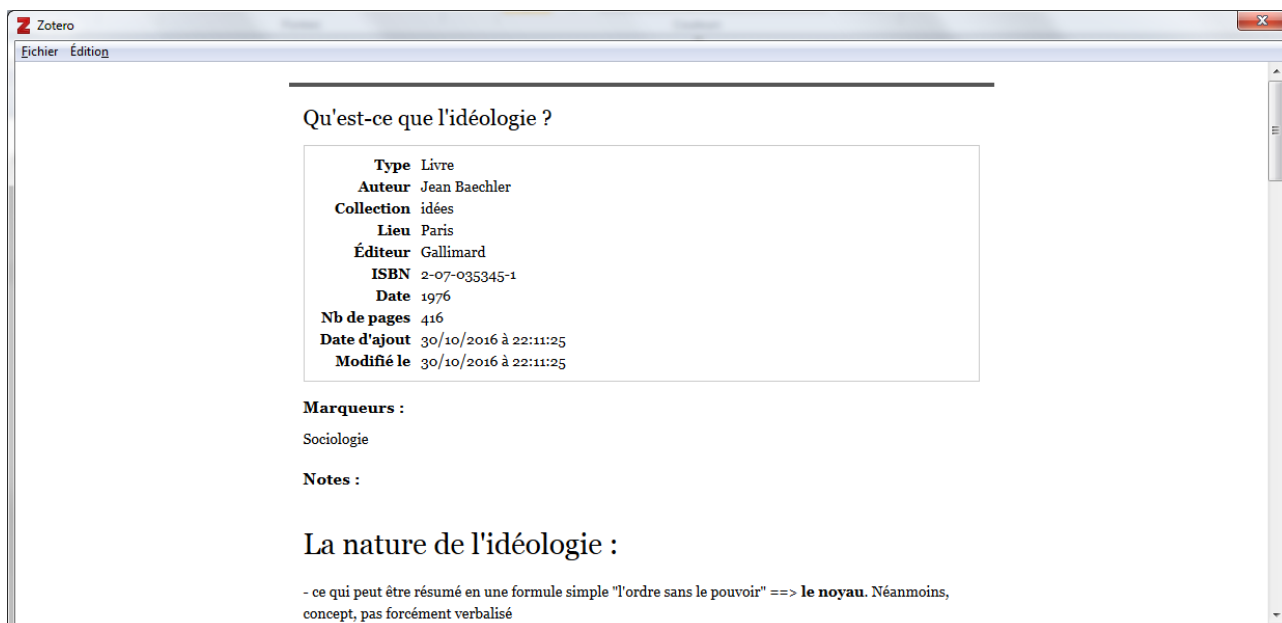 Zotero
Fichier Édition
Qu'est-ce que l'idéologie ?
Type Livre
Auteur Jean Baechler
Collection idées
Lieu Paris
Éditeur Gallimard
ISBN 2-07-035345-1
Date 1976
Nb de pages 416
Date d'ajout 30/10/2016 à 22:11:25
Modifié le 30/10/2016 à 22:11:25
Marqueurs :
Sociologie
Notes :
La nature de l'idéologie :
- ce qui peut être résumé en une formule simple "l'ordre sans le pouvoir" ==> le noyau. Néanmoins,
concept, pas forcément verbalisé